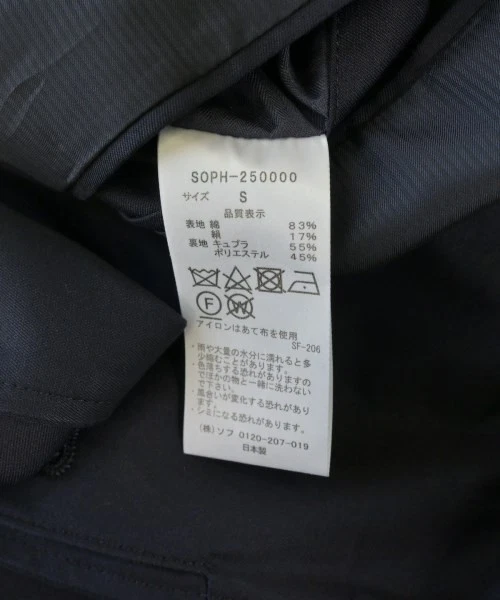 SOPH-250000
サイズ S
品質表示
表地 綿 83%
絹 17%
裏地 キュプラ 55%
ポリエステル 45%
F W
アイロンはあて布を使用
SF-206
・雨や大量の水分に濡れると多
少縮むことがあります。
・色落ちする恐れがありますの
でほかの物と一緒に洗わない
で下さい。
・風合いが変化する恐れがあり
ます。
・シミになる恐れがあります。
(株)ソフ 0120-207-019
日本製